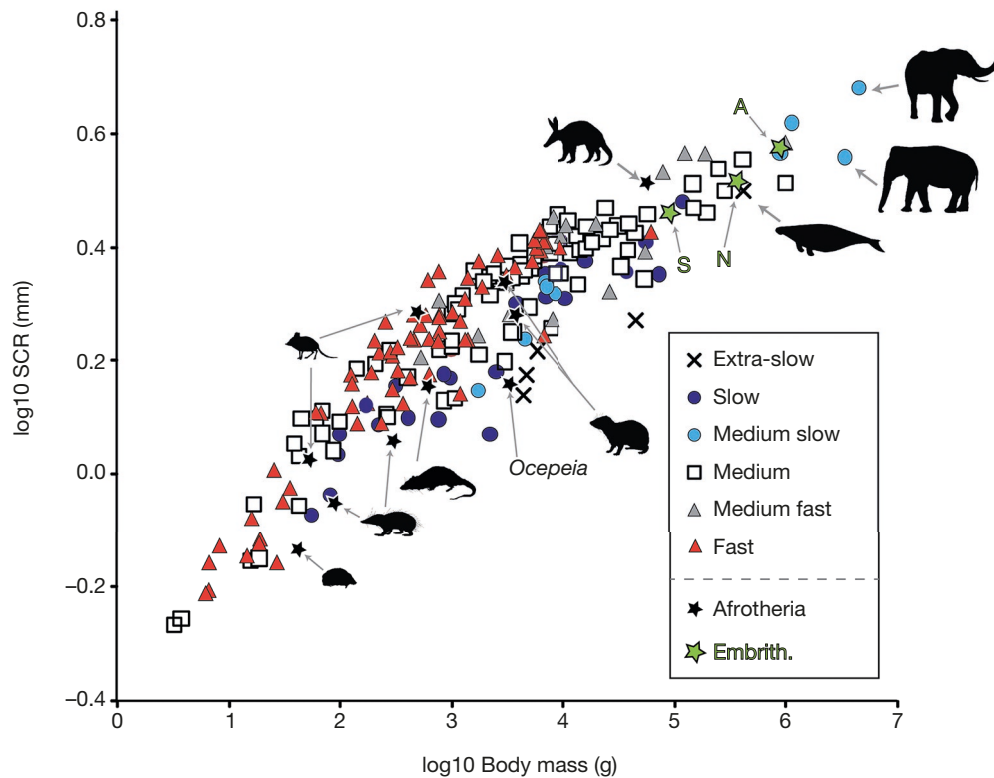 0.8
0.6
0.4
0.2
0.0
−0.2
−0.4
log10 SCR (mm)
0 1 2 3 4 5 6 7
log10 Body mass (g)
A
S
N
Ocepeia
Extra-slow
Slow
Medium slow
Medium
Medium fast
Fast
Afrotheria
Embrith.